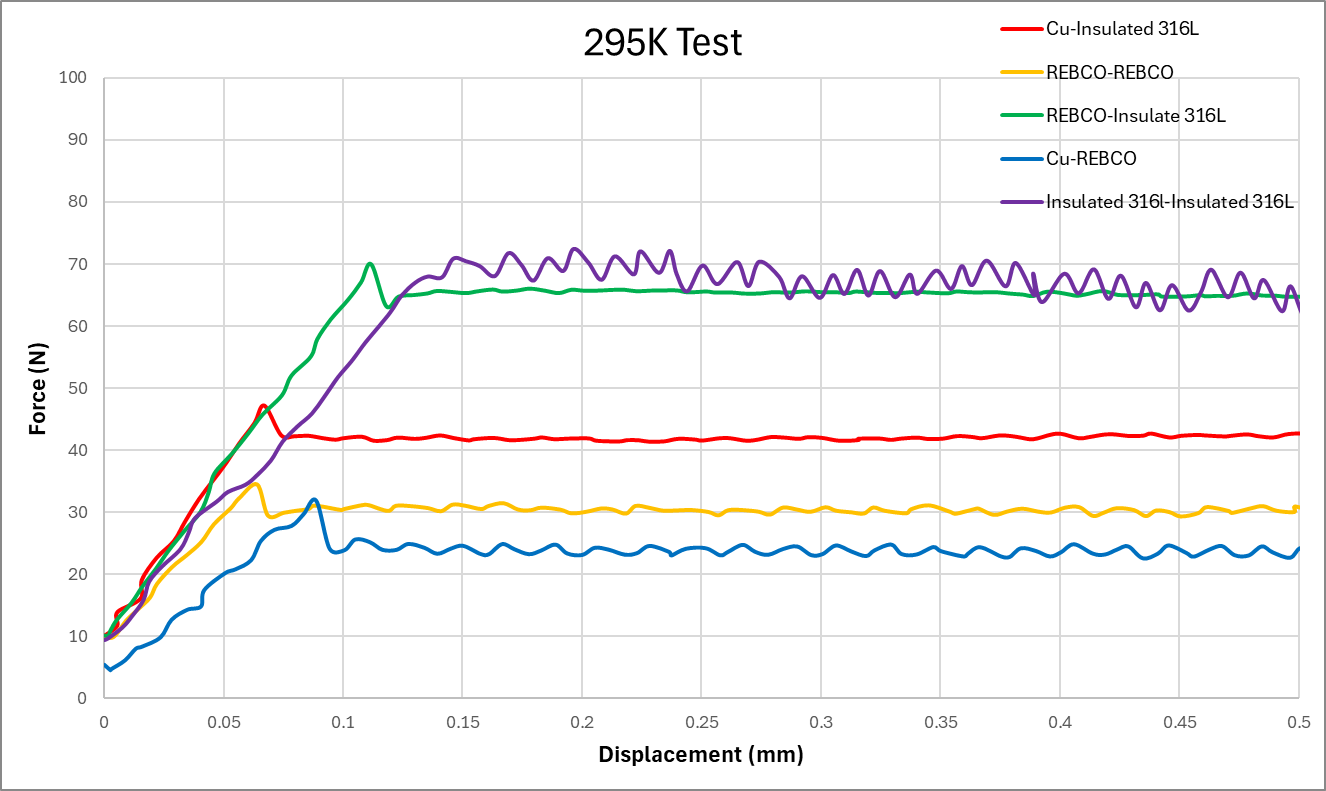 295K Test
Cu-Insulated 316L
REBCO-REBCO
REBCO-Insulate 316L
Cu-REBCO
Insulated 316l-Insulated 316L
100
90
80
70
60
50
40
30
20
10
0
Force (N)
0 0.05 0.1 0.15 0.2 0.25 0.3 0.35 0.4 0.45 0.5
Displacement (mm)